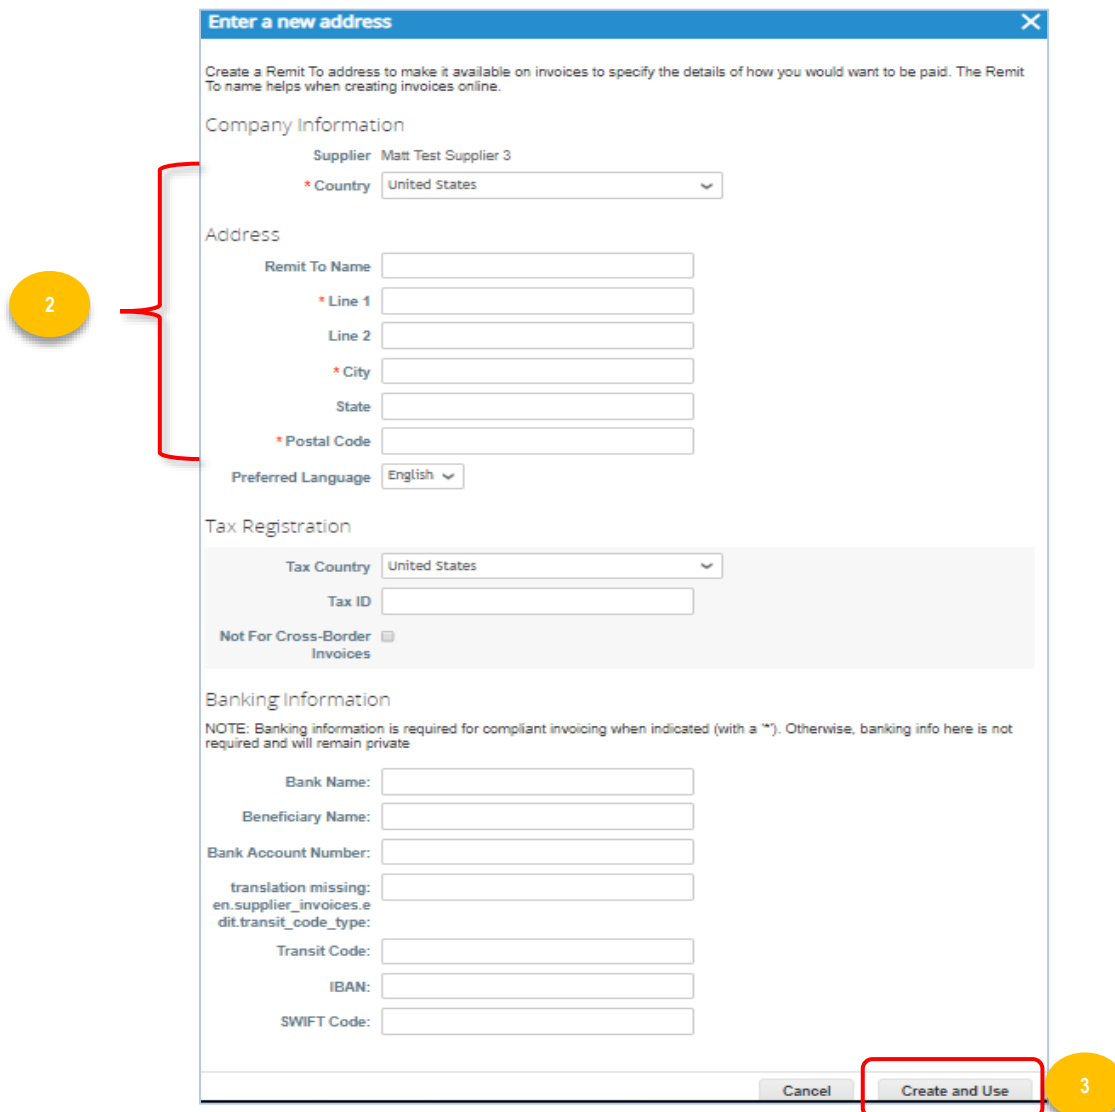 Enter a new address
Create a Remit To address to make it available on invoices to specify the details of how you would want to be paid. The Remit
To name helps when creating invoices online.
Company Information
Supplier Matt Test Supplier 3
* Country United States
Address
Remit To Name
* Line 1
2
Line 2
* City
State
* Postal Code
Preferred Language English
Tax Registration
Tax Country United States
Tax ID
Not For Cross-Border
Invoices
Banking Information
NOTE: Banking information is required for compliant invoicing when indicated (with a '*'). Otherwise, banking info here is not
required and will remain private
Bank Name:
Beneficiary Name:
Bank Account Number:
translation missing:
en.supplier_invoices.e
dit.transit_code_type:
Transit Code:
IBAN:
SWIFT Code:
Cancel Create and Use 3